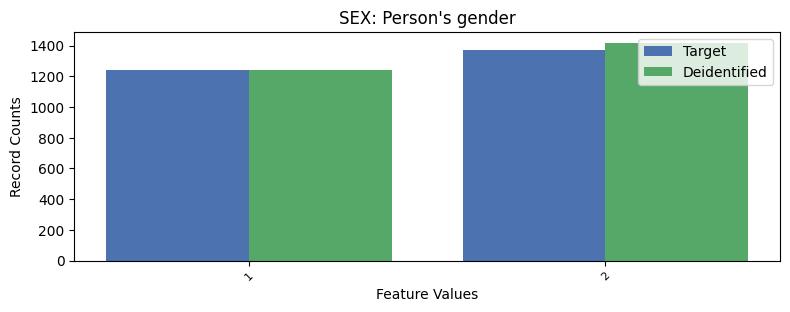 SEX: Person's gender
Target
Deidentified
Record Counts
1400
1200
1000
800
600
400
200
0
1
2
Feature Values